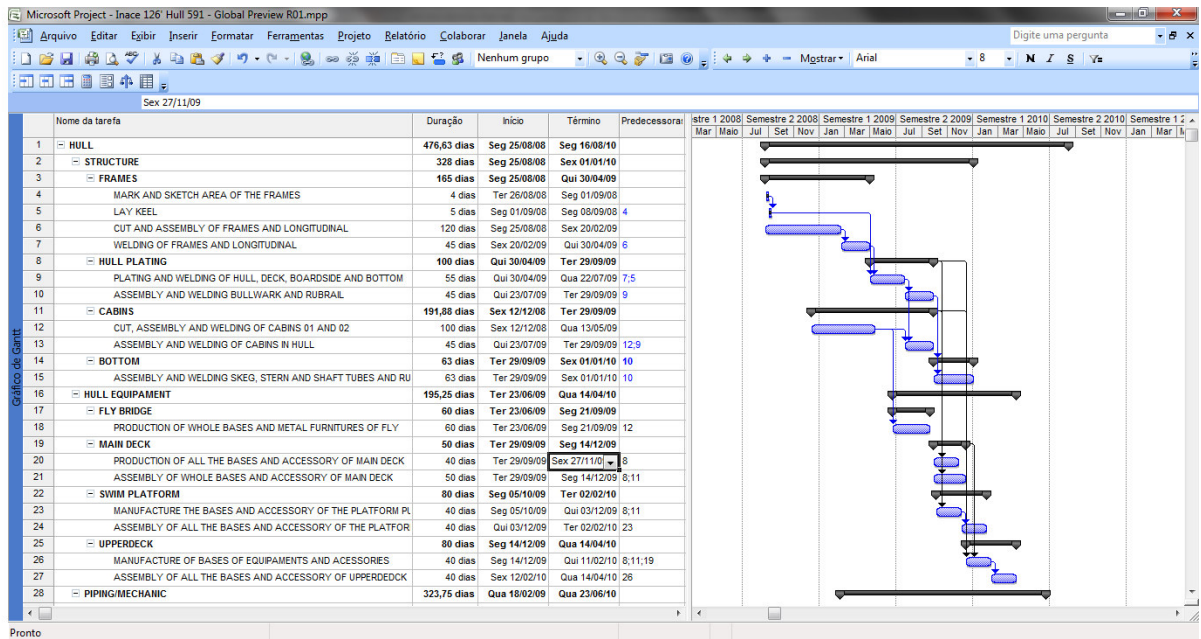 Microsoft Project - Inace 126' Hull 591 - Global Preview R01.mpp
Arquivo Editar Exibir Inserir Formatar Ferramentas Projeto Relatório Colaborar Janela Ajuda Digite uma pergunta
Nenhum grupo Mostrar Arial 8 N I S
Sex 27/11/09
Nome da tarefa Duração Início Término Predecessoras
stre 1 2008 Semestre 2 2008 Semestre 1 2009 Semestre 2 2009 Semestre 1 2010 Semestre 2 2010 Semestre 1 2
Mar Maio Jul Set Nov Jan Mar Maio Jul Set Nov Jan Mar Maio Jul Set Nov Jan Mar M
1 HULL 476,63 dias Seg 25/08/08 Seg 16/08/10
2 STRUCTURE 328 dias Seg 25/08/08 Sex 01/01/10
3 FRAMES 165 dias Seg 25/08/08 Qui 30/04/09
4 MARK AND SKETCH AREA OF THE FRAMES 4 dias Ter 26/08/08 Seg 01/09/08
5 LAY KEEL 5 dias Seg 01/09/08 Seg 08/09/08 4
6 CUT AND ASSEMBLY OF FRAMES AND LONGITUDINAL 120 dias Seg 25/08/08 Sex 20/02/09
7 WELDING OF FRAMES AND LONGITUDINAL 45 dias Sex 20/02/09 Qui 30/04/09 6
8 HULL PLATING 100 dias Qui 30/04/09 Ter 29/09/09
9 PLATING AND WELDING OF HULL, DECK, BOARDSIDE AND BOTTOM 55 dias Qui 30/04/09 Qua 22/07/09 7;5
10 ASSEMBLY AND WELDING BULLWARK AND RUBRAIL 45 dias Qui 23/07/09 Ter 29/09/09 9
11 CABINS 191,88 dias Sex 12/12/08 Ter 29/09/09
12 CUT, ASSEMBLY AND WELDING OF CABINS 01 AND 02 100 dias Sex 12/12/08 Qua 13/05/09
13 ASSEMBLY AND WELDING OF CABINS IN HULL 45 dias Qui 23/07/09 Ter 29/09/09 12;9
14 BOTTOM 63 dias Ter 29/09/09 Sex 01/01/10 10
15 ASSEMBLY AND WELDING SKEG, STERN AND SHAFT TUBES AND RU 63 dias Ter 29/09/09 Sex 01/01/10 10
16 HULL EQUIPAMENT 195,25 dias Ter 23/06/09 Qua 14/04/10
17 FLY BRIDGE 60 dias Ter 23/06/09 Seg 21/09/09
18 PRODUCTION OF WHOLE BASES AND METAL FURNITURES OF FLY 60 dias Ter 23/06/09 Seg 21/09/09 12
19 MAIN DECK 50 dias Ter 29/09/09 Seg 14/12/09
20 PRODUCTION OF ALL THE BASES AND ACCESSORY OF MAIN DECK 40 dias Ter 29/09/09 Sex 27/11/0 8
21 ASSEMBLY OF WHOLE BASES AND ACCESSORY OF MAIN DECK 50 dias Ter 29/09/09 Seg 14/12/09 8;11
22 SWIM PLATFORM 80 dias Seg 05/10/09 Ter 02/02/10
23 MANUFACTURE THE BASES AND ACCESSORY OF THE PLATFORM PL 40 dias Seg 05/10/09 Qui 03/12/09 8;11
24 ASSEMBLY OF ALL THE BASES AND ACCESSORY OF THE PLATFOR 40 dias Qui 03/12/09 Ter 02/02/10 23
25 UPPERDECK 80 dias Seg 14/12/09 Qua 14/04/10
26 MANUFACTURE OF BASES OF EQUIPAMENTS AND ACESSORIES 40 dias Seg 14/12/09 Qui 11/02/10 8;11;19
27 ASSEMBLY OF ALL THE BASES AND ACCESSORY OF UPPERDEDCK 40 dias Sex 12/02/10 Qua 14/04/10 26
28 PIPING/MECHANIC 323,75 dias Qua 18/02/09 Qua 23/06/10
Gráfico de Gantt
Pronto